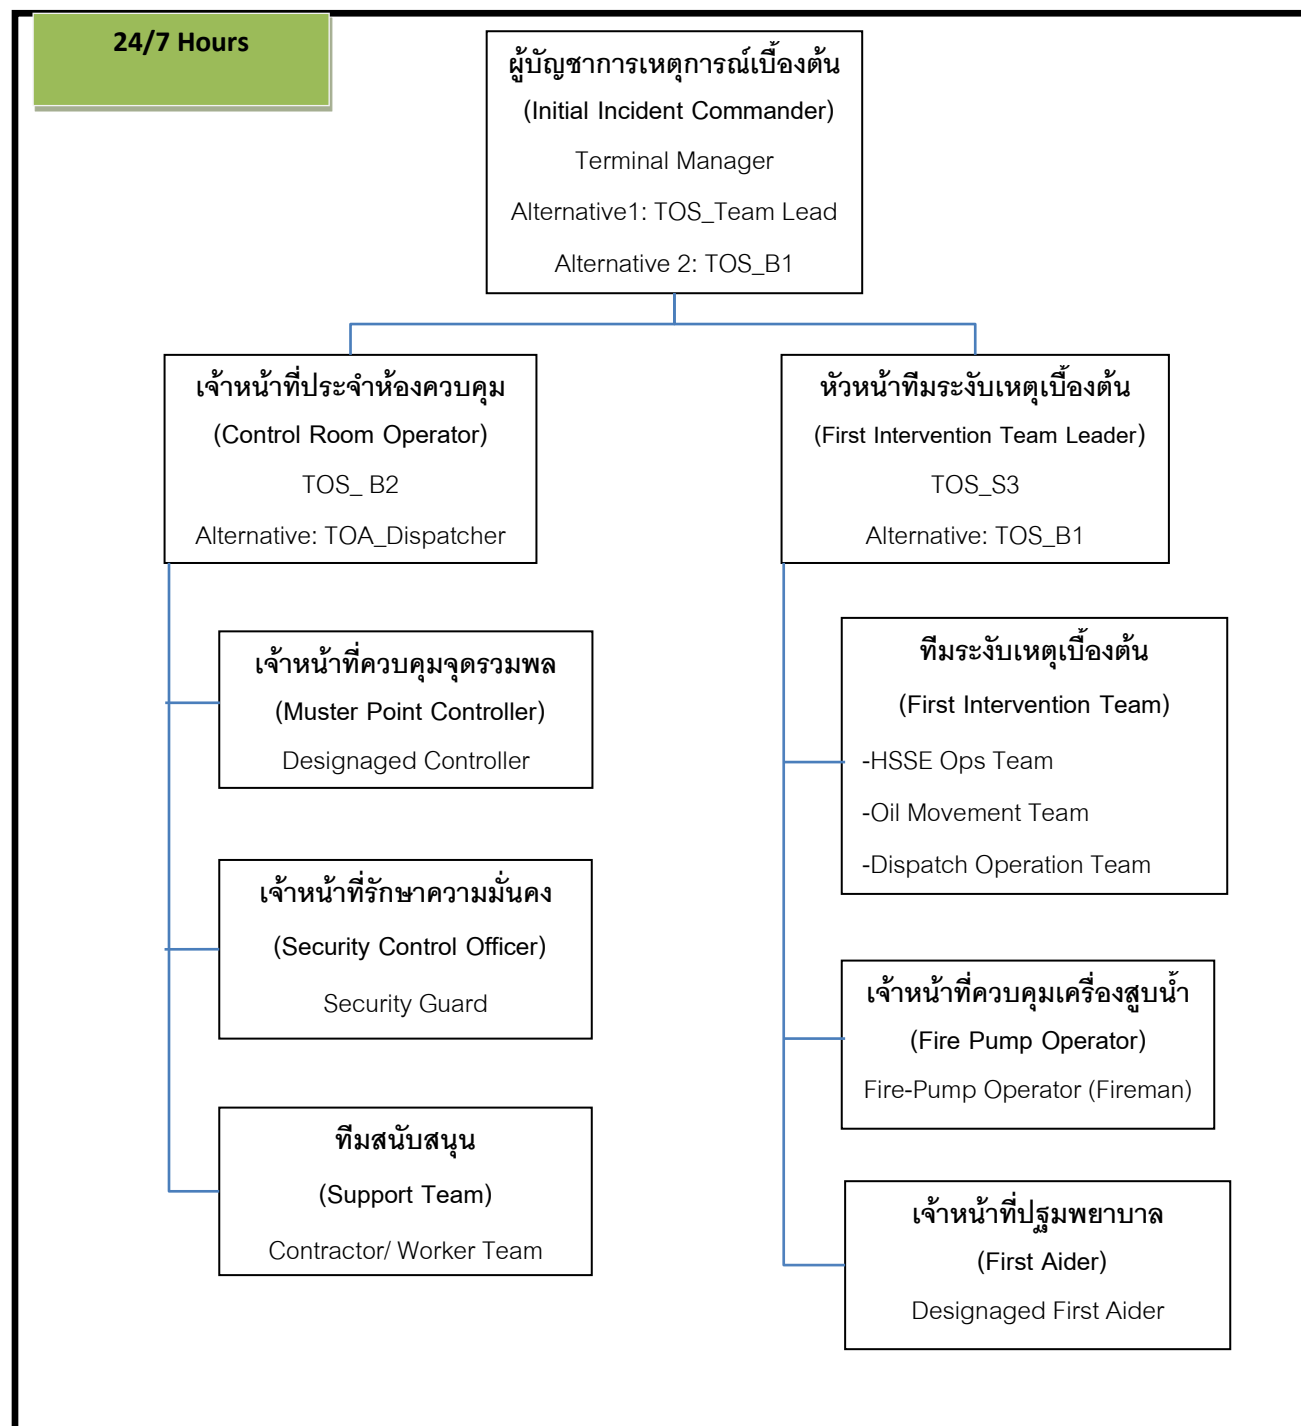 24/7 Hours
ผู้บัญชาการเหตุการณ์เบื้องต้น
(Initial Incident Commander)
Terminal Manager
Alternative1: TOS_Team Lead
Alternative 2: TOS_B1
เจ้าหน้าที่ประจำห้องควบคุม
(Control Room Operator)
TOS_ B2
Alternative: TOA_Dispatcher
เจ้าหน้าที่ควบคุมจุดรวมพล
(Muster Point Controller)
Designaged Controller
เจ้าหน้าที่รักษาความมั่นคง
(Security Control Officer)
Security Guard
ทีมสนับสนุน
(Support Team)
Contractor/ Worker Team
หัวหน้าทีมระงับเหตุเบื้องต้น
(First Intervention Team Leader)
TOS_S3
Alternative: TOS_B1
ทีมระงับเหตุเบื้องต้น
(First Intervention Team)
-HSSE Ops Team
-Oil Movement Team
-Dispatch Operation Team
เจ้าหน้าที่ควบคุมเครื่องสูบน้ำ
(Fire Pump Operator)
Fire-Pump Operator (Fireman)
เจ้าหน้าที่ปฐมพยาบาล
(First Aider)
Designaged First Aider